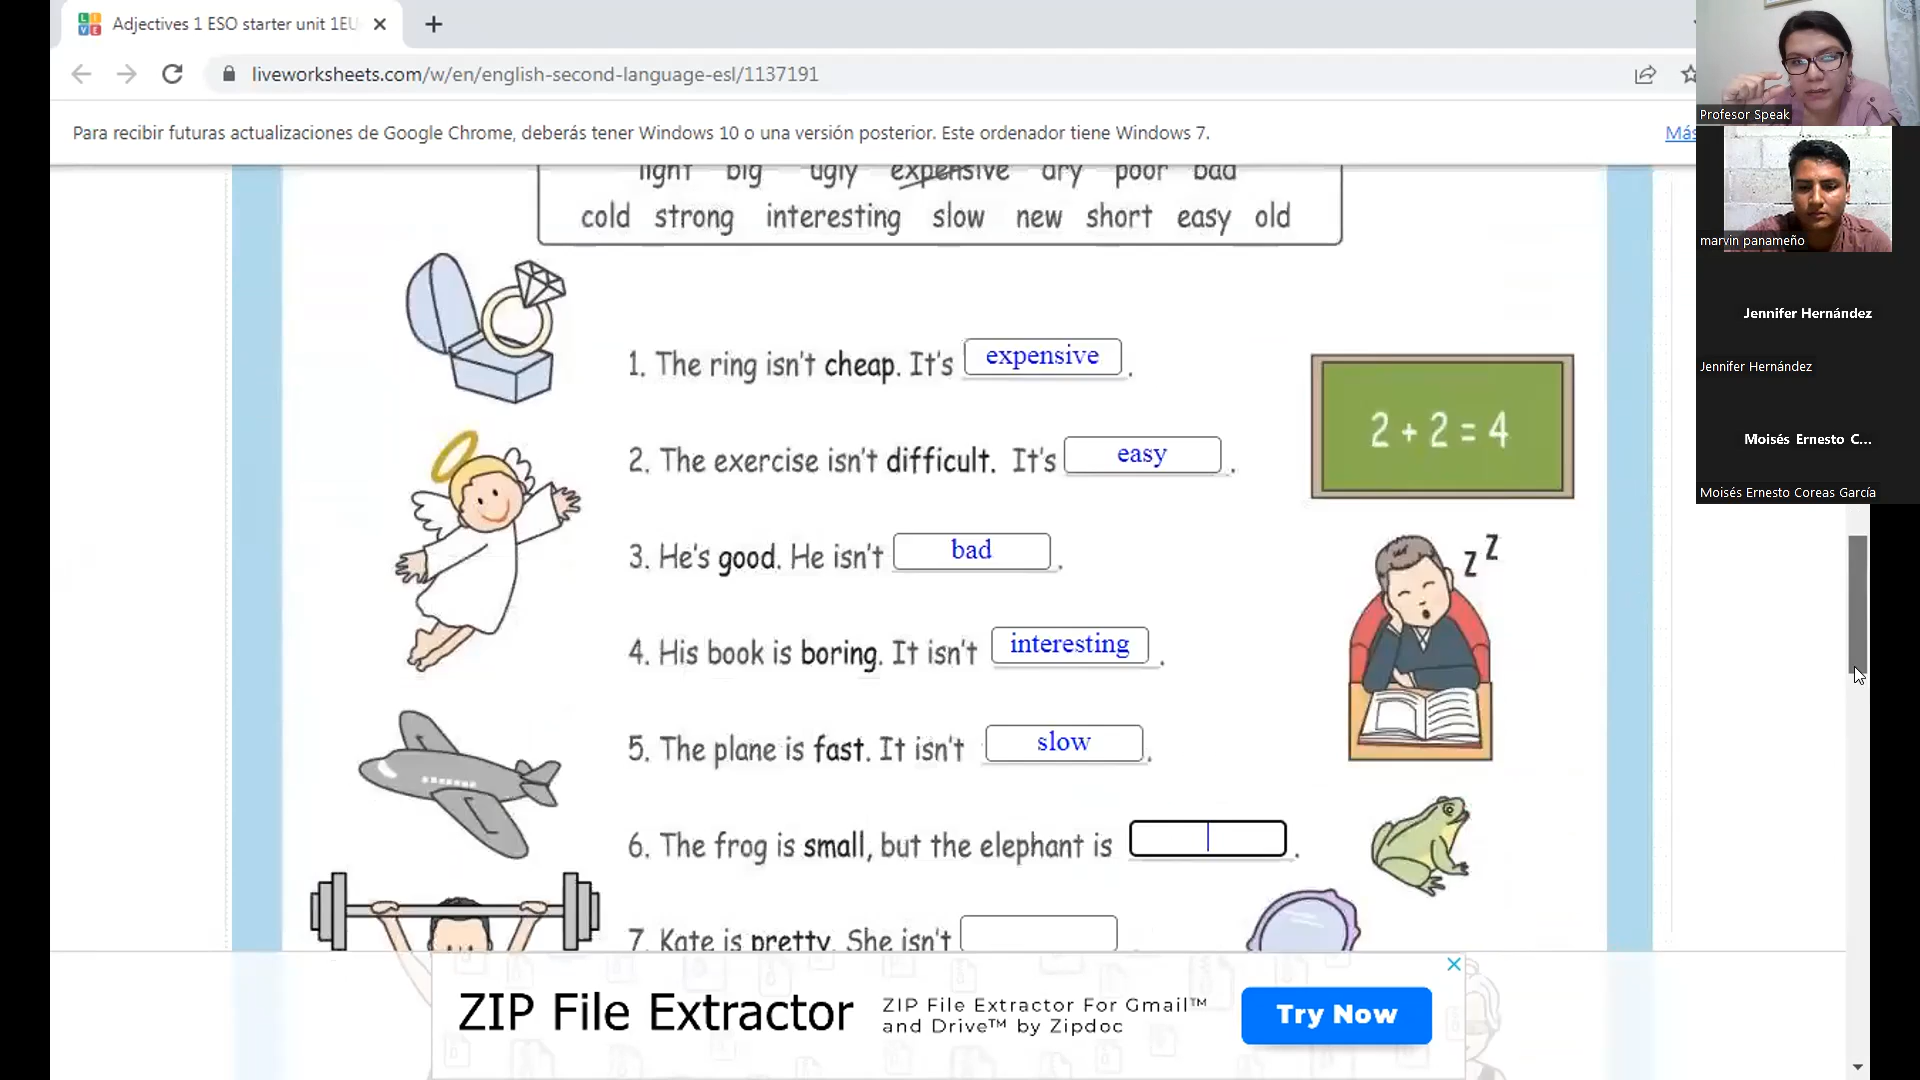 Adjectives 1 ESO starter unit 1EU
liveworksheets.com/w/en/english-second-language-esl/1137191
Para recibir futuras actualizaciones de Google Chrome, deberás tener Windows 10 o una versión posterior. Este ordenador tiene Windows 7.
Más
light big ugly expensive dry poor bad
cold strong interesting slow new short easy old
1. The ring isn't cheap. It's expensive.
2. The exercise isn't difficult. It's easy.
2 + 2 = 4
3. He's good. He isn't bad.
z z
4. His book is boring. It isn't interesting.
5. The plane is fast. It isn't slow.
6. The frog is small, but the elephant is .
7. Kate is pretty. She isn't
ZIP File Extractor
ZIP File Extractor For Gmail™
and Drive™ by Zipdoc
Try Now
Profesor Speak
marvin panameño
Jennifer Hernández
Jennifer Hernández
Moisés Ernesto C...
Moisés Ernesto Coreas García